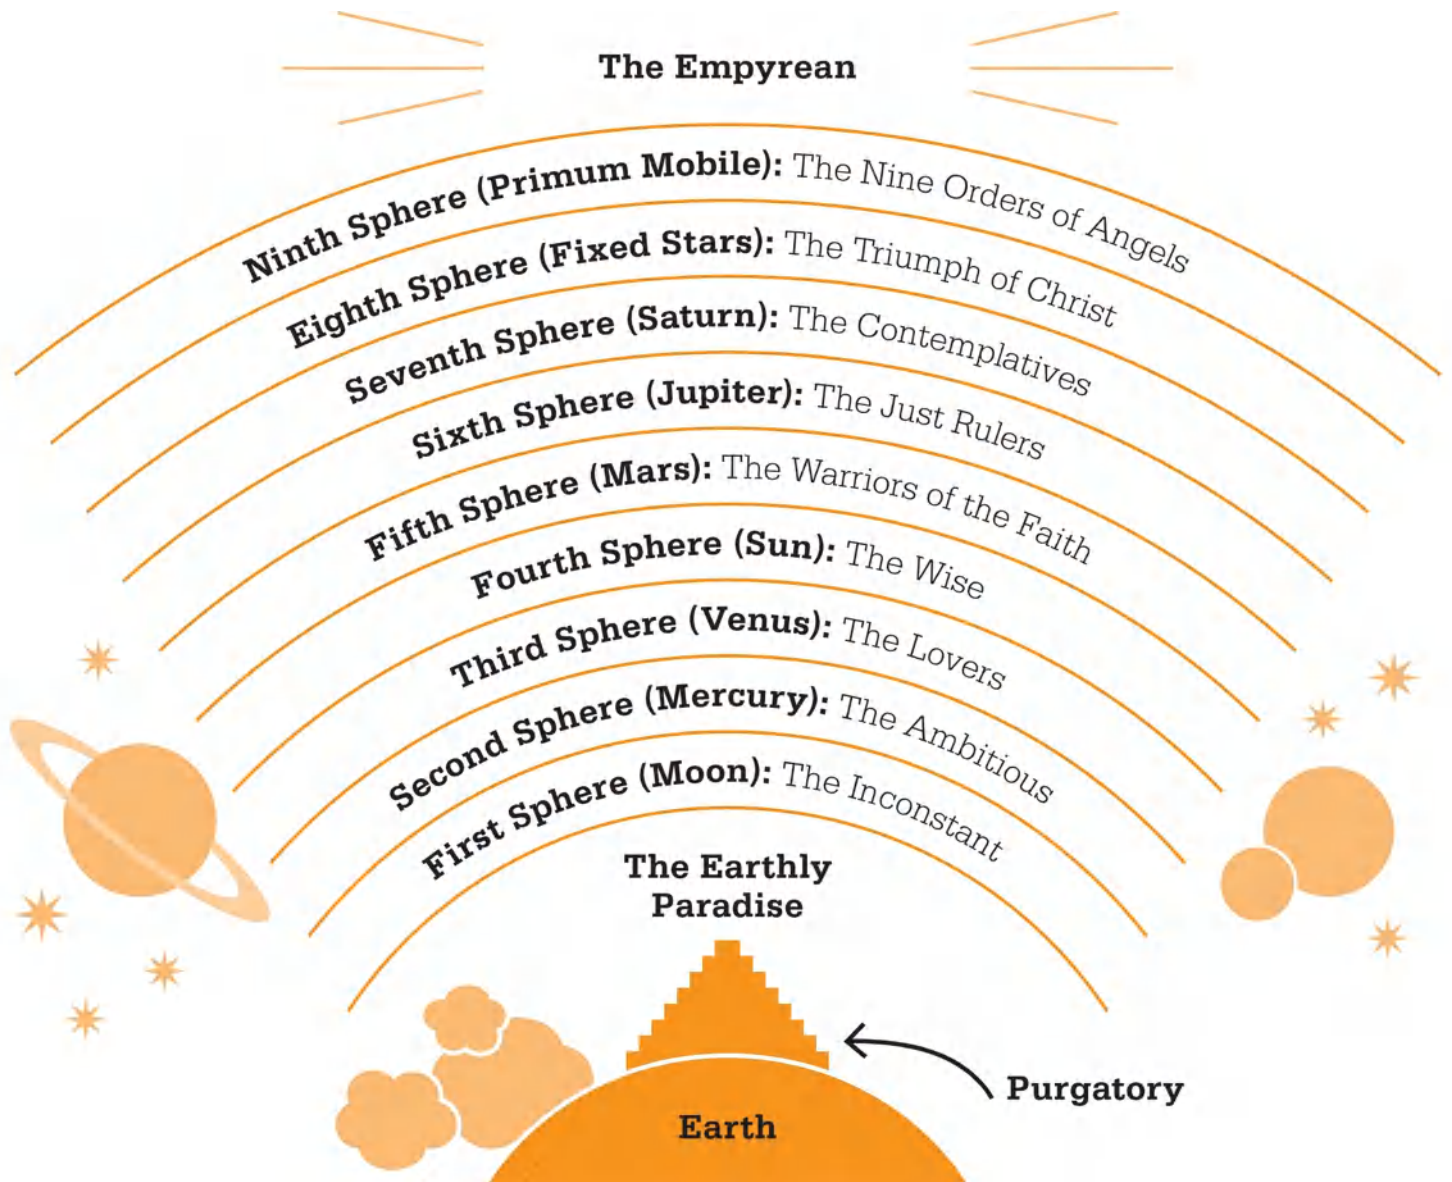 The Empyrean
Ninth Sphere (Primum Mobile): The Nine Orders of Angels
Eighth Sphere (Fixed Stars): The Triumph of Christ
Seventh Sphere (Saturn): The Contemplatives
Sixth Sphere (Jupiter): The Just Rulers
Fifth Sphere (Mars): The Warriors of the Faith
Fourth Sphere (Sun): The Wise
Third Sphere (Venus): The Lovers
Second Sphere (Mercury): The Ambitious
First Sphere (Moon): The Inconstant
The Earthly
Paradise
Purgatory
Earth